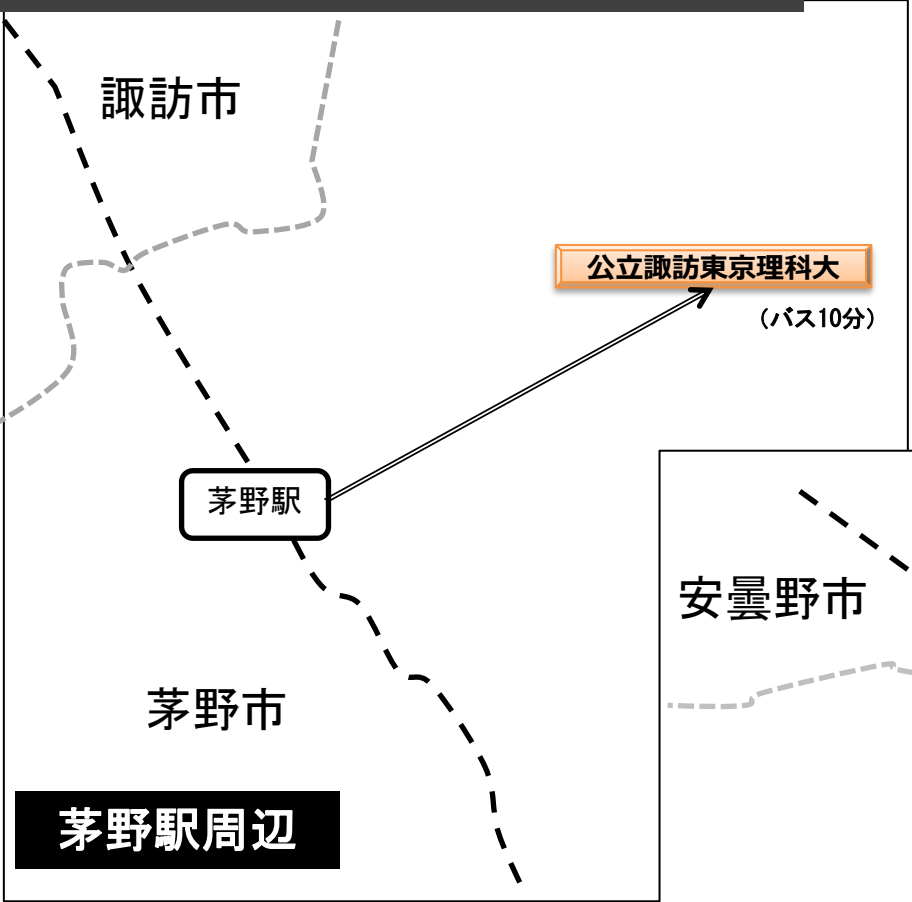 諏訪市
公立諏訪東京理科大
（バス10分）
茅野駅
安曇野市
茅野市
茅野駅周辺